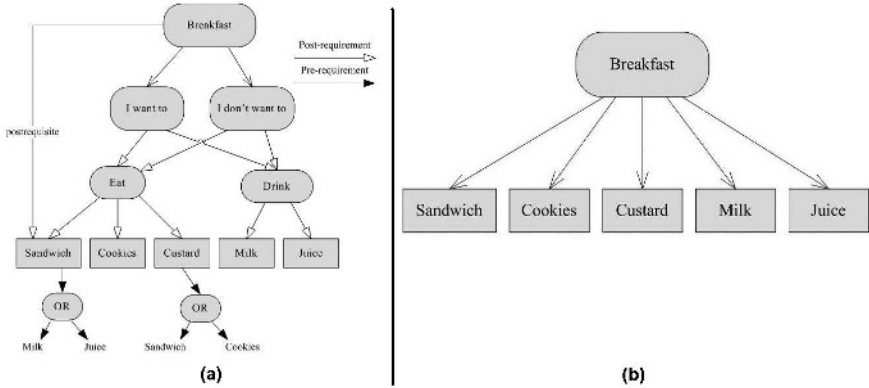 Breakfast
Post-requirement
Pre-requirement
I want to
I don't want to
postrequisite
Eat
Drink
Sandwich
Cookies
Custard
Milk
Juice
OR
OR
Milk
Juice
Sandwich
Cookies
(a)
Breakfast
Sandwich
Cookies
Custard
Milk
Juice
(b)